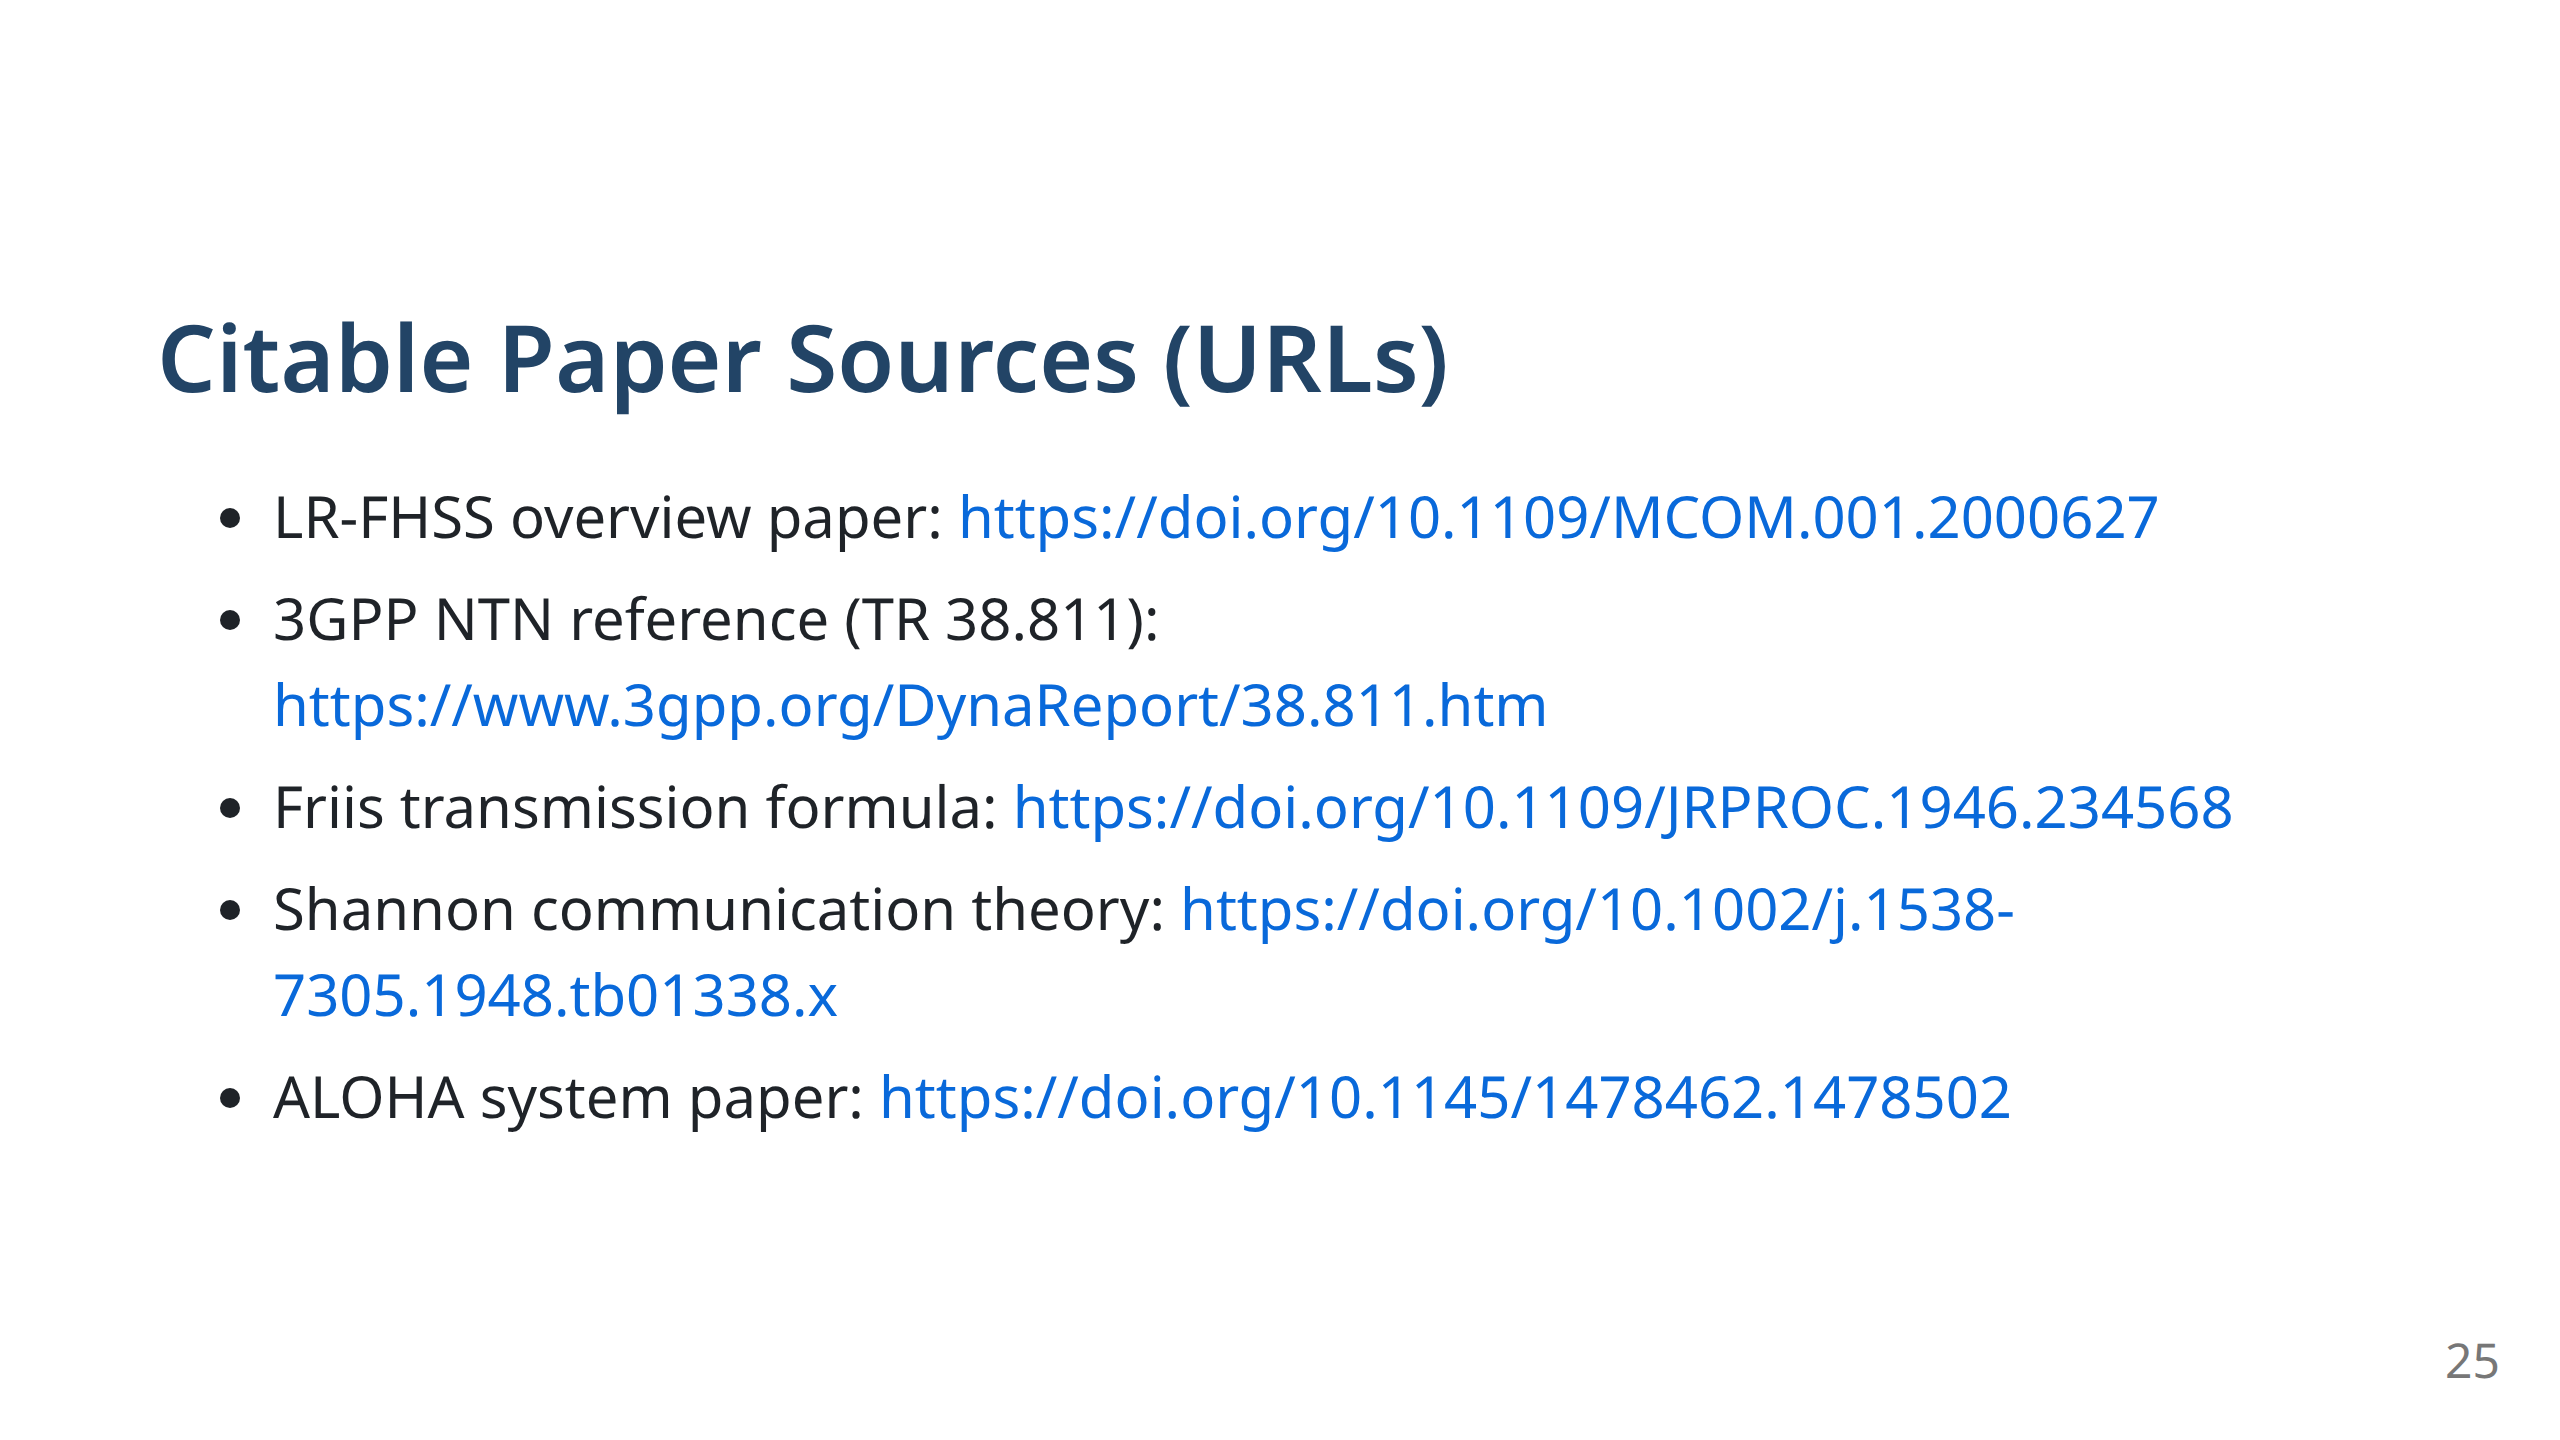 Citable Paper Sources (URLs)
• LR-FHSS overview paper: https://doi.org/10.1109/MCOM.001.2000627
• 3GPP NTN reference (TR 38.811):
https://www.3gpp.org/DynaReport/38.811.htm
• Friis transmission formula: https://doi.org/10.1109/JRPROC.1946.234568
• Shannon communication theory: https://doi.org/10.1002/j.1538-
7305.1948.tb01338.x
• ALOHA system paper: https://doi.org/10.1145/1478462.1478502
25